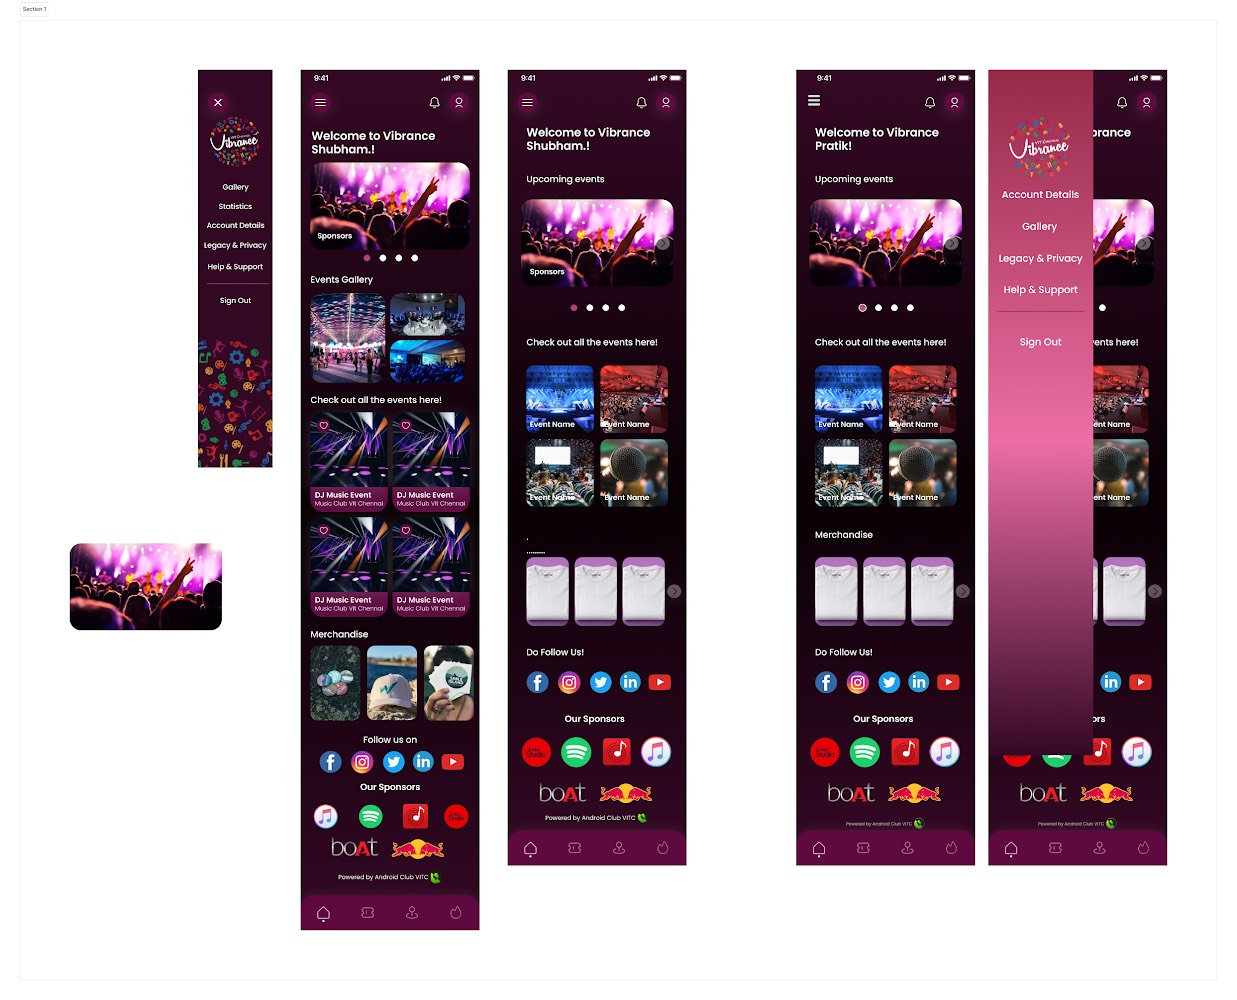 Section 1
VIT Chennai
Vibrance
Gallery
Statistics
Account Details
Legacy & Privacy
Help & Support
Sign Out
9:41
Welcome to Vibrance
Shubham.!
Sponsors
Events Gallery
Check out all the events here!
DJ Music Event
Music Club Vit Chennai
DJ Music Event
Music Club Vit Chennai
DJ Music Event
Music Club Vit Chennai
DJ Music Event
Music Club Vit Chennai
Merchandise
Follow us on
Our Sponsors
boAt
Powered by Android Club VITC
9:41
Welcome to Vibrance
Shubham.!
Upcoming events
Sponsors
Check out all the events here!
Event Name
Event Name
Event Name
Event Name
.
.........
Do Follow Us!
Our Sponsors
boAt
Powered by Android Club VITC
9:41
Welcome to Vibrance
Pratik!
Upcoming events
Check out all the events here!
Event Name
Event Name
Event Name
Event Name
Merchandise
Do Follow Us!
Our Sponsors
boAt
Powered by Android Club VITC
VIT Chennai
Vibrance
Account Details
Gallery
Legacy & Privacy
Help & Support
Sign Out
brance
ts here!
Name
Name
ors
boAt
Powered by Android Club VITC